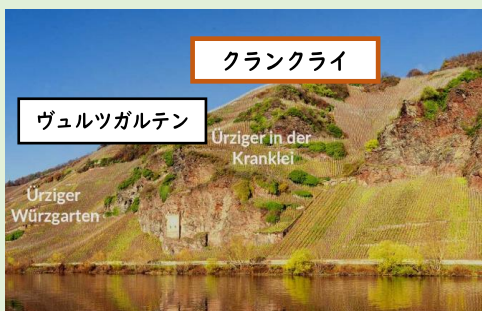 クランクライ
ヴュルツガルテン
Ürziger in der
Kranklei
Ürziger
Würzgarten